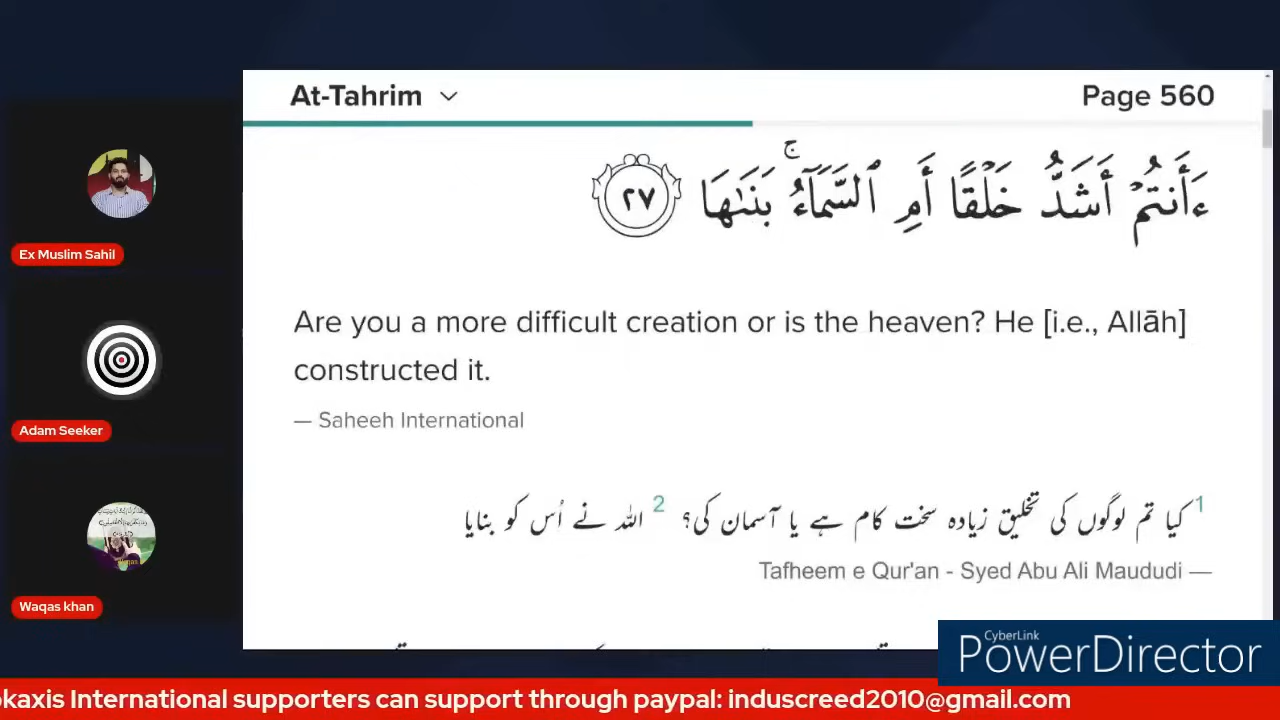 At-Tahrim
Page 560
ءَأَنتُمْ أَشَدُّ خَلْقًا أَمِ ٱلسَّمَآءُ ۚ بَنَىٰهَا ٢٧
Are you a more difficult creation or is the heaven? He [i.e., Allāh]
constructed it.
— Saheeh International
1 کیا تم لوگوں کی تخلیق زیادہ سخت کام ہے یا آسمان کی؟ 2 اللہ نے اُس کو بنایا
Tafheem e Qur'an - Syed Abu Ali Maududi —
Ex Muslim Sahil
Adam Seeker
Waqas khan
CyberLink
PowerDirector
okaxis International supporters can support through paypal: induscreed2010@gmail.com